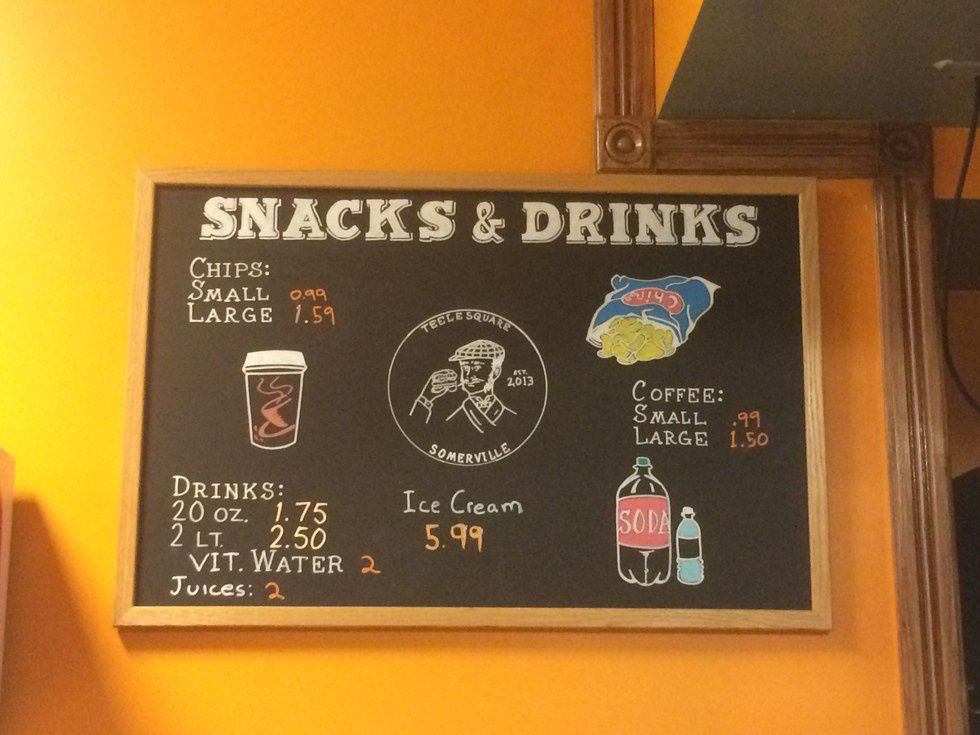 SNACKS & DRINKS
CHIPS:
SMALL 0.99
LARGE 1.59
Chips
TEELE SQUARE
EST. 2013
SOMERVILLE
COFFEE:
SMALL .99
LARGE 1.50
DRINKS:
20 OZ. 1.75
2 LT. 2.50
VIT. WATER 2
Juices: 2
Ice Cream
5.99
SODA